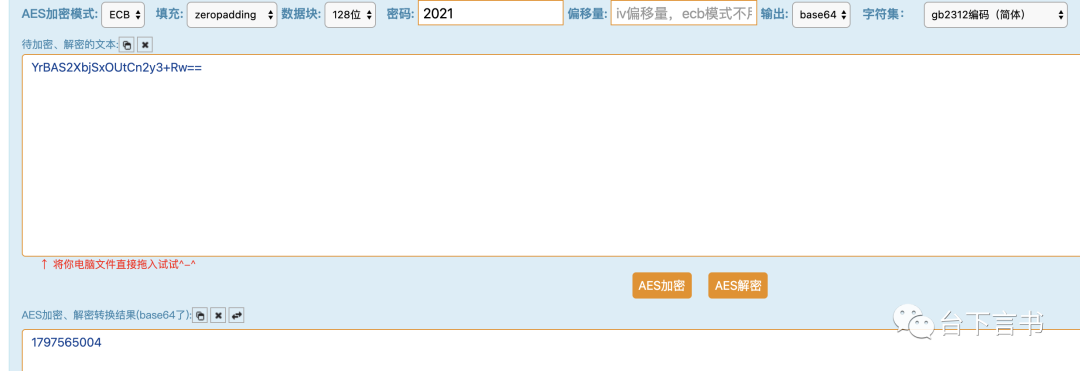 AES加密模式: ECB 填充: zeropadding 数据块: 128位 密码: 2021 偏移量: iv偏移量，ecb模式不用 输出: base64 字符集： gb2312编码（简体）
待加密、解密的文本:
YrBAS2XbjSxOUtCn2y3+Rw==
↑ 将你电脑文件直接拖入试试^-^
AES加密 AES解密
AES加密、解密转换结果(base64了):
台下言书
1797565004